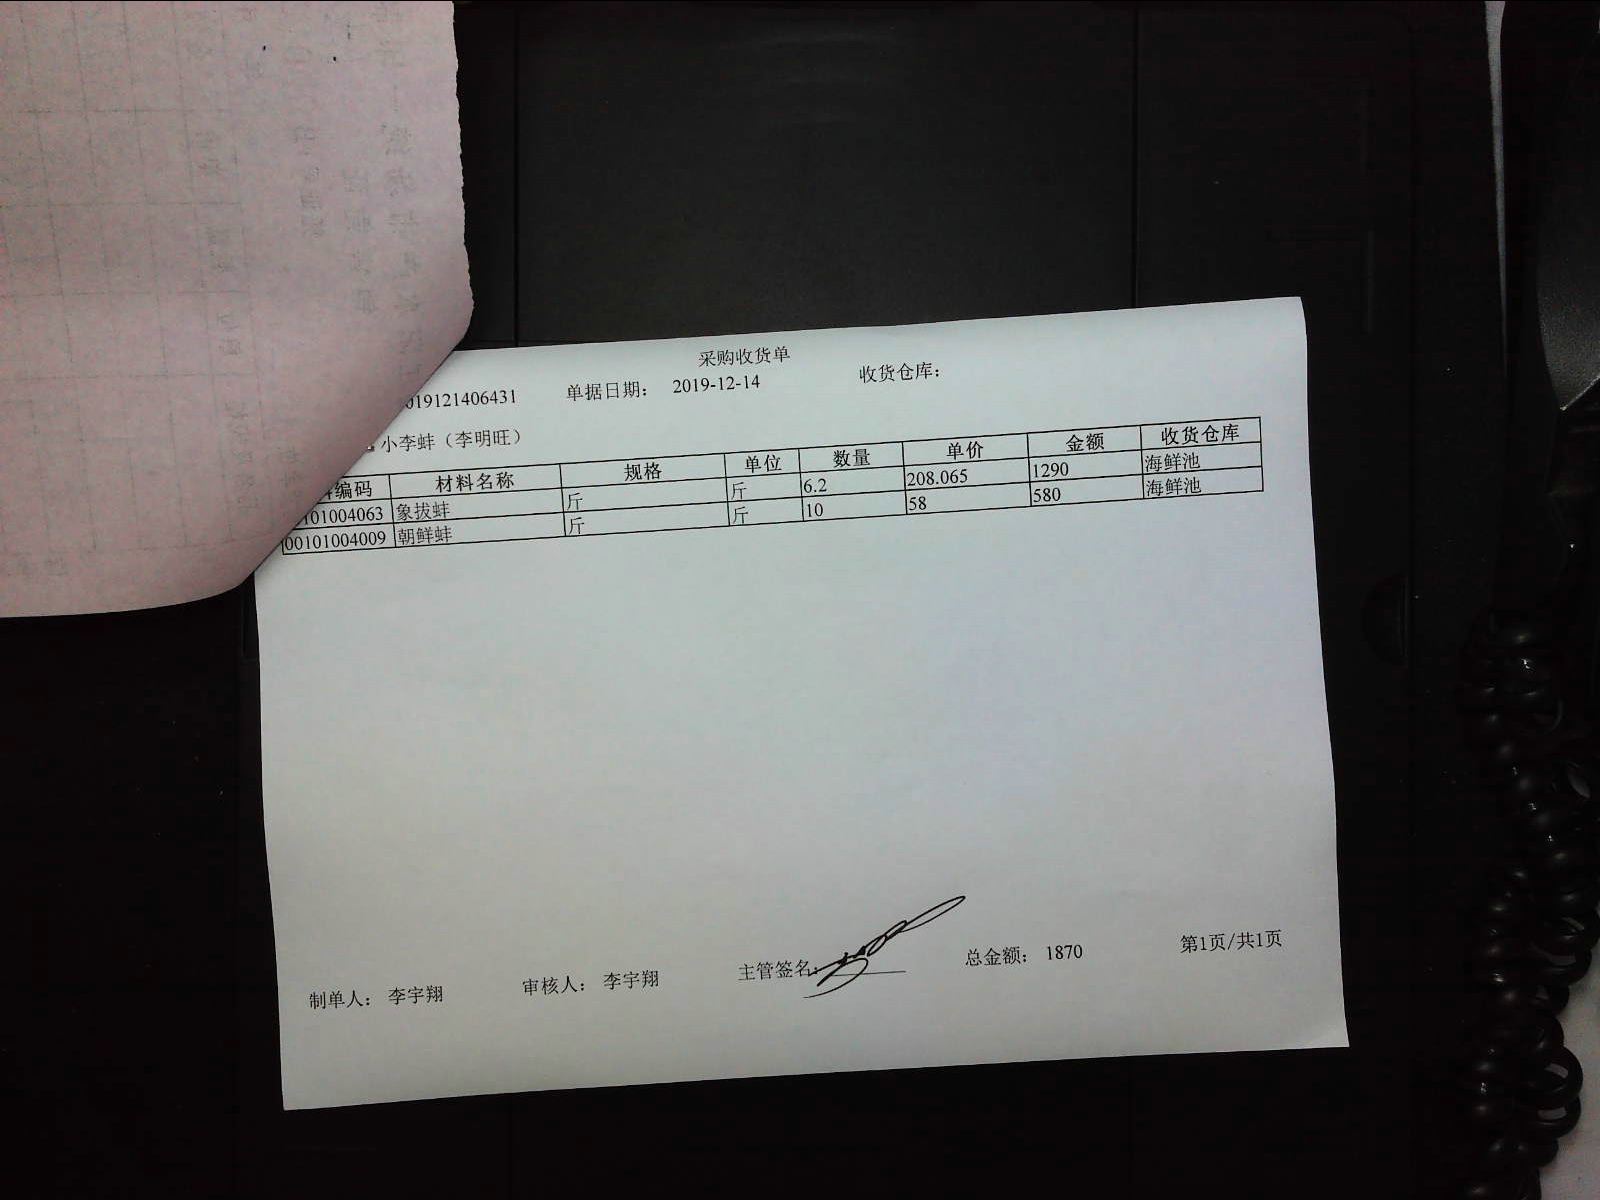 采购收货单
019121406431 单据日期： 2019-12-14 收货仓库：
小李蚌（李明旺）
编码 材料名称 规格 单位 数量 单价 金额 收货仓库
101004063 象拔蚌 斤 斤 6.2 208.065 1290 海鲜池
00101004009 朝鲜蚌 斤 斤 10 58 580 海鲜池
制单人： 李宇翔 审核人： 李宇翔 主管签名： 总金额： 1870 第1页/共1页